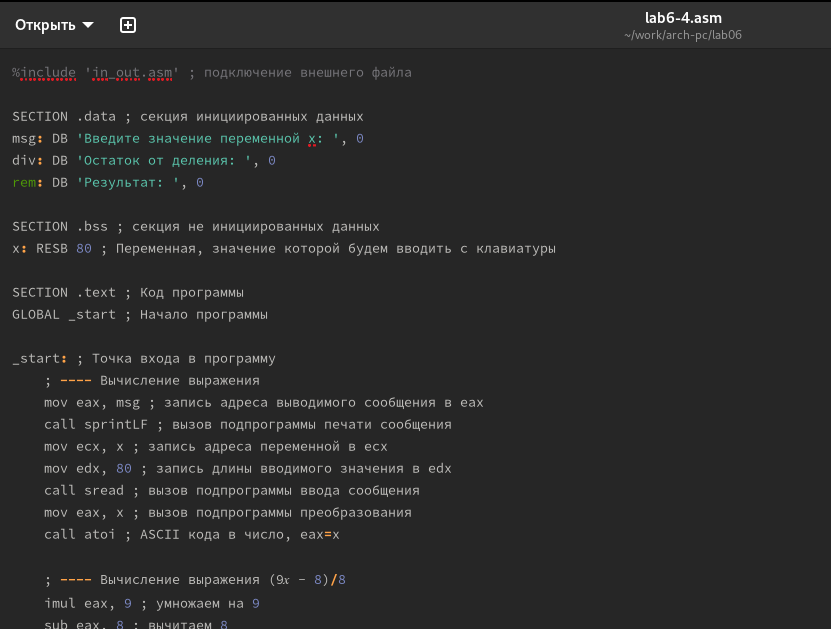 Открыть
lab6-4.asm
~/work/arch-pc/lab06
%include 'in_out.asm' ; подключение внешнего файла
SECTION .data ; секция инициированных данных
msg: DB 'Введите значение переменной x: ', 0
div: DB 'Остаток от деления: ', 0
rem: DB 'Результат: ', 0
SECTION .bss ; секция не инициированных данных
x: RESB 80 ; Переменная, значение которой будем вводить с клавиатуры
SECTION .text ; Код программы
GLOBAL _start ; Начало программы
_start: ; Точка входа в программу
; ---- Вычисление выражения
mov eax, msg ; запись адреса выводимого сообщения в eax
call sprintLF ; вызов подпрограммы печати сообщения
mov ecx, x ; запись адреса переменной в ecx
mov edx, 80 ; запись длины вводимого значения в edx
call sread ; вызов подпрограммы ввода сообщения
mov eax, x ; вызов подпрограммы преобразования
call atoi ; ASCII кода в число, eax=x
; ---- Вычисление выражения (9𝑥 − 8)/8
imul eax, 9 ; умножаем на 9
sub eax, 8 ; вычитаем 8